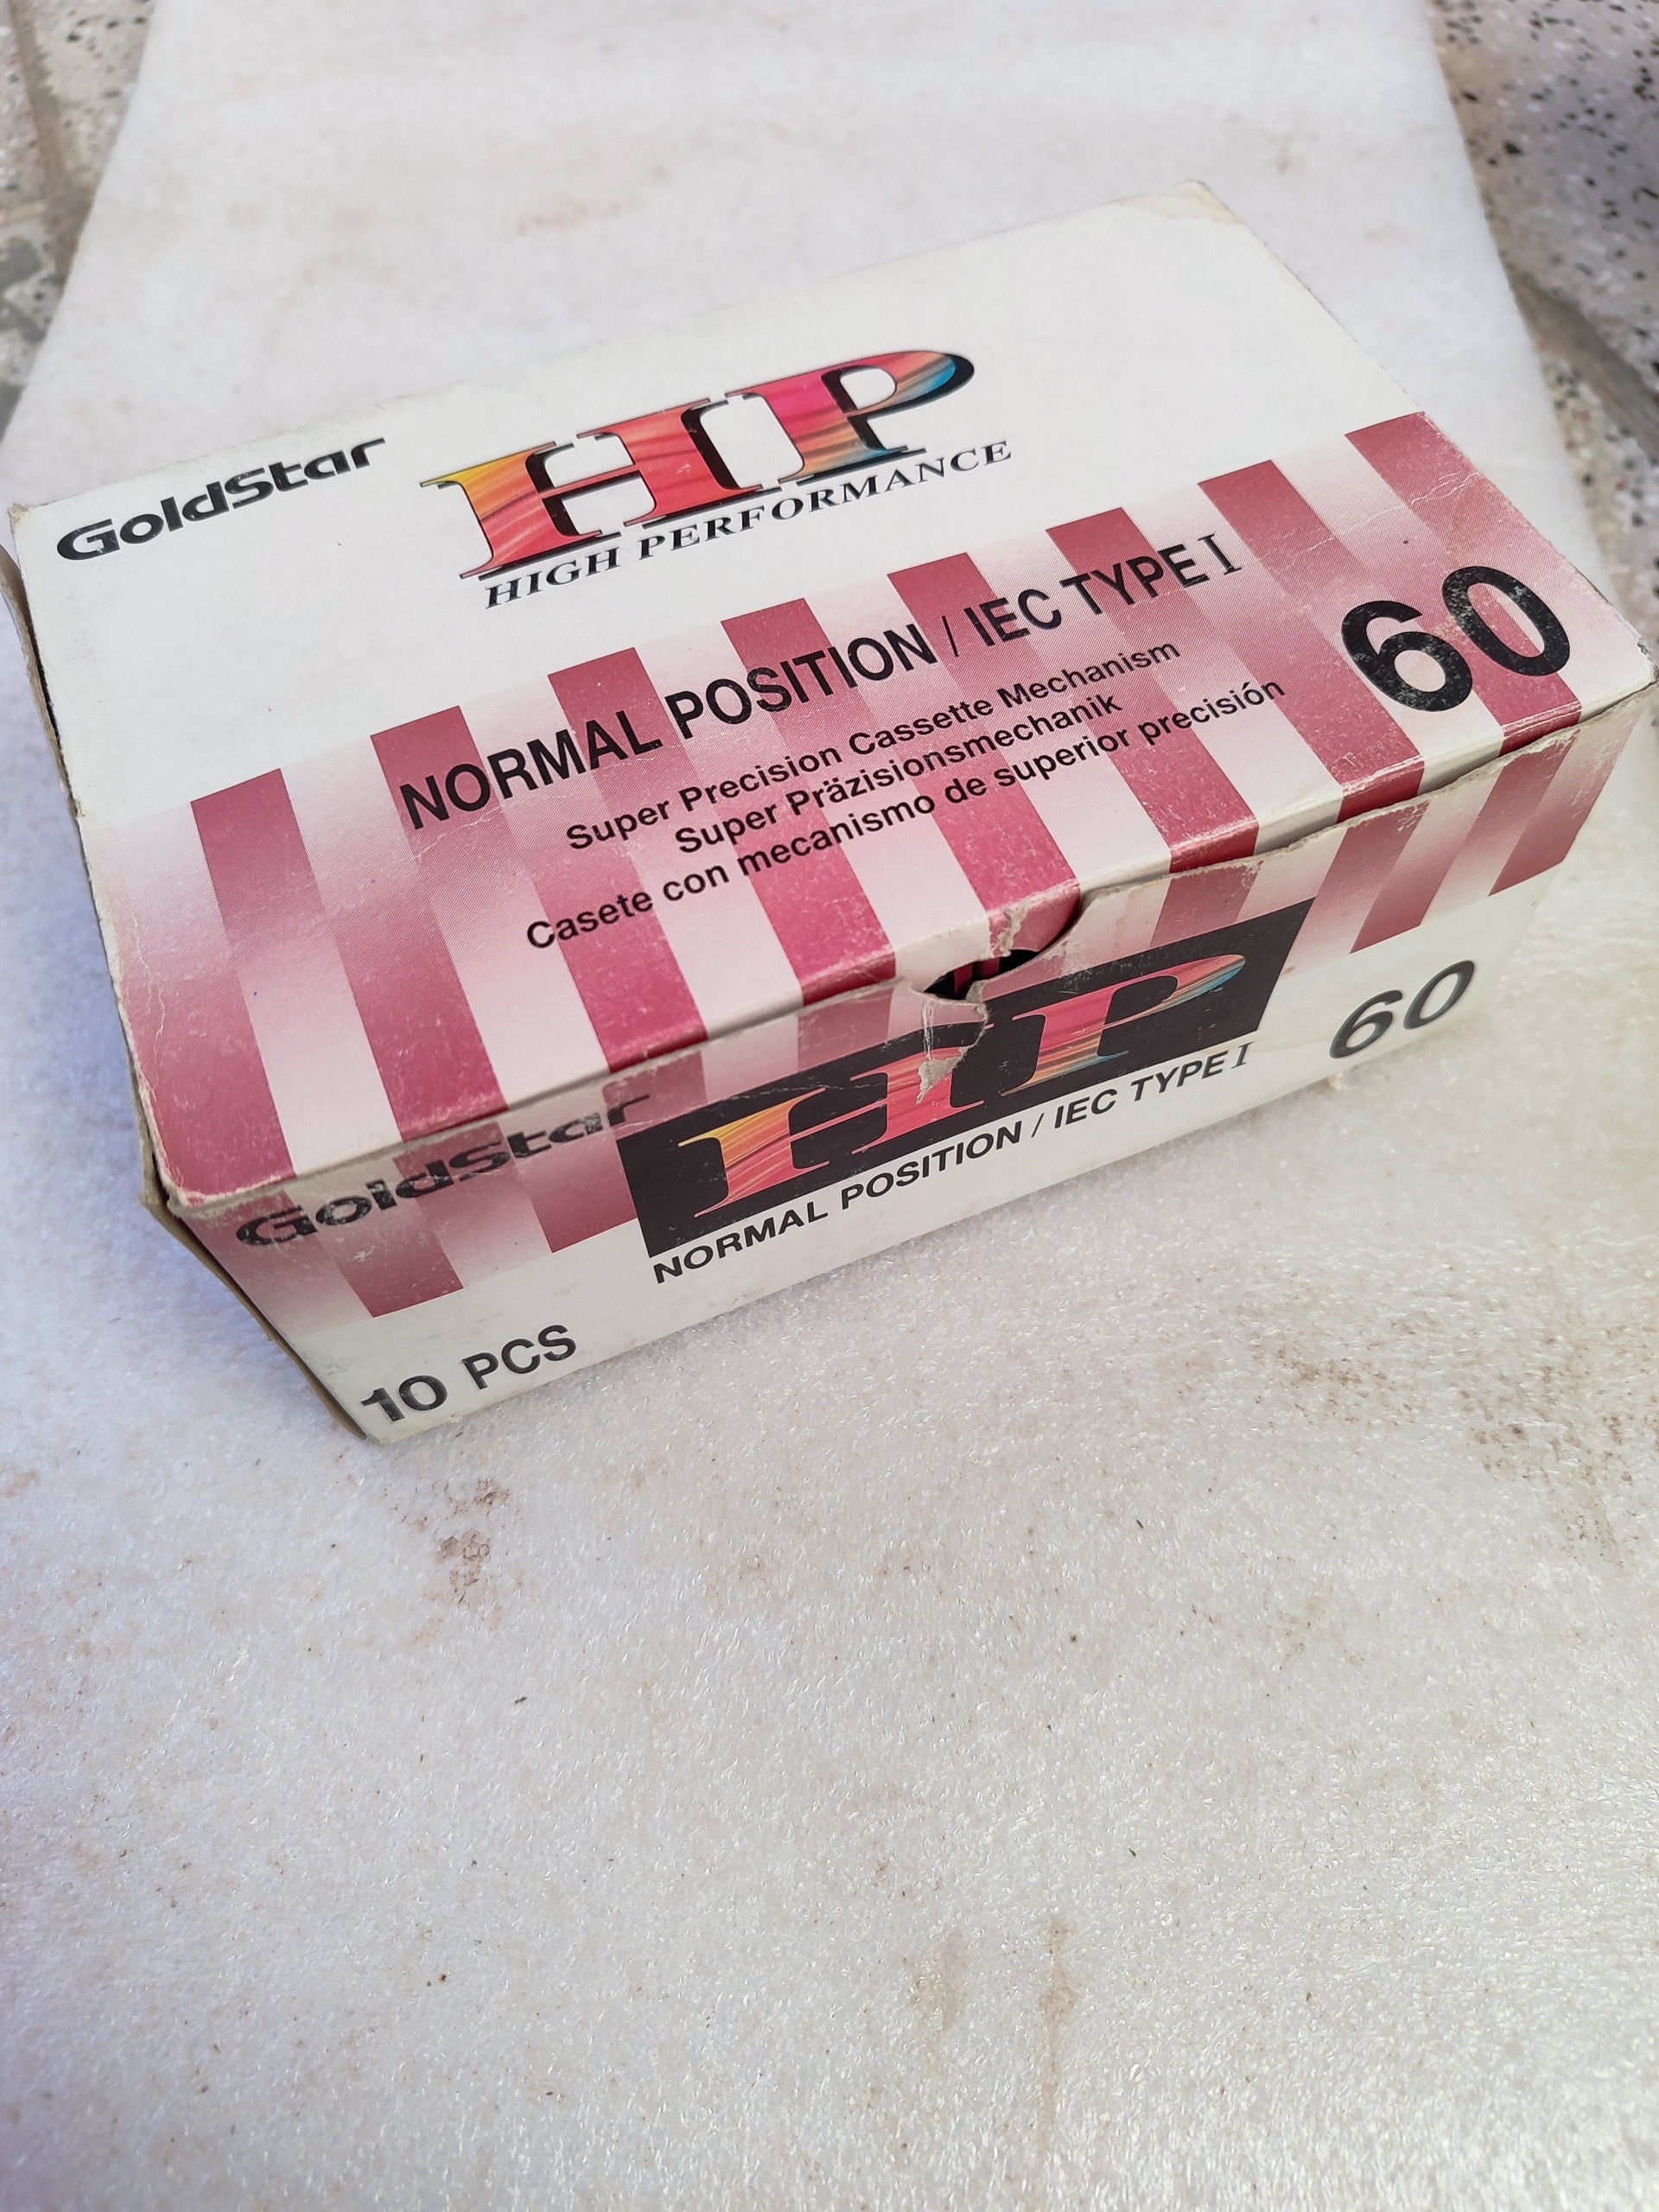 GoldStar
HP
HIGH PERFORMANCE
NORMAL POSITION / IEC TYPE I
Super Precision Cassette Mechanism
Super Präzisionsmechanik
Casete con mecanismo de superior precisión
60
GoldStar
HP
NORMAL POSITION / IEC TYPE I
60
10 PCS